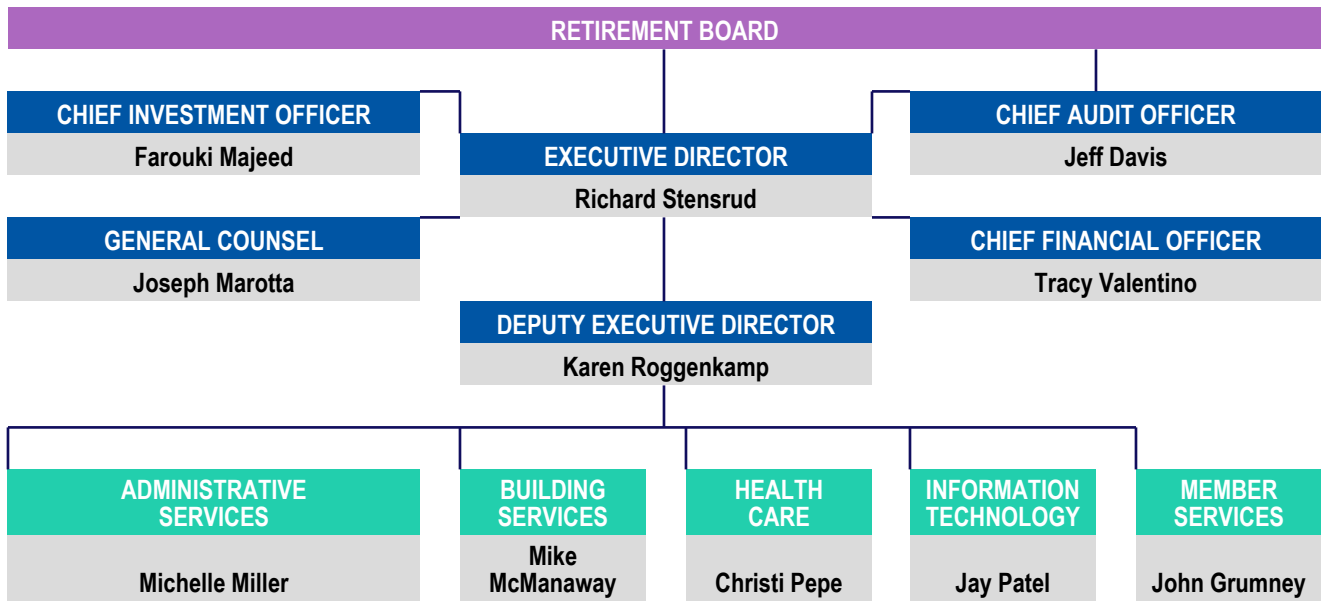 RETIREMENT BOARD
CHIEF INVESTMENT OFFICER
Farouki Majeed
CHIEF AUDIT OFFICER
Jeff Davis
EXECUTIVE DIRECTOR
Richard Stensrud
GENERAL COUNSEL
Joseph Marotta
CHIEF FINANCIAL OFFICER
Tracy Valentino
DEPUTY EXECUTIVE DIRECTOR
Karen Roggenkamp
ADMINISTRATIVE
SERVICES
Michelle Miller
BUILDING
SERVICES
Mike
McManaway
HEALTH
CARE
Christi Pepe
INFORMATION
TECHNOLOGY
Jay Patel
MEMBER
SERVICES
John Grumney